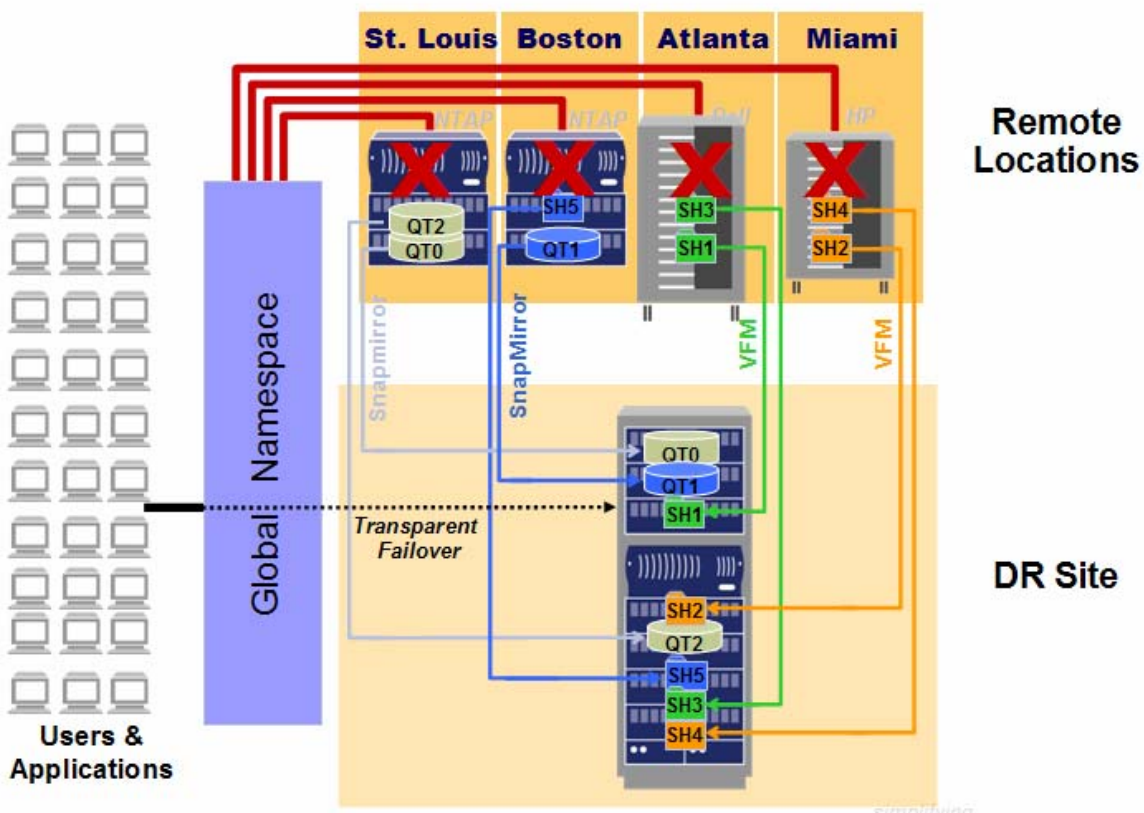 St. Louis
Boston
Atlanta
Miami
NTAP
NTAP
Dell
HP
Remote
Locations
SH5
SH3
SH4
QT2
QT0
QT1
SH1
SH2
Snapmirror
SnapMirror
VFM
VFM
Global Namespace
QT0
QT1
SH1
Transparent
Failover
DR Site
SH2
QT2
SH5
SH3
SH4
Users &
Applications
simplifying